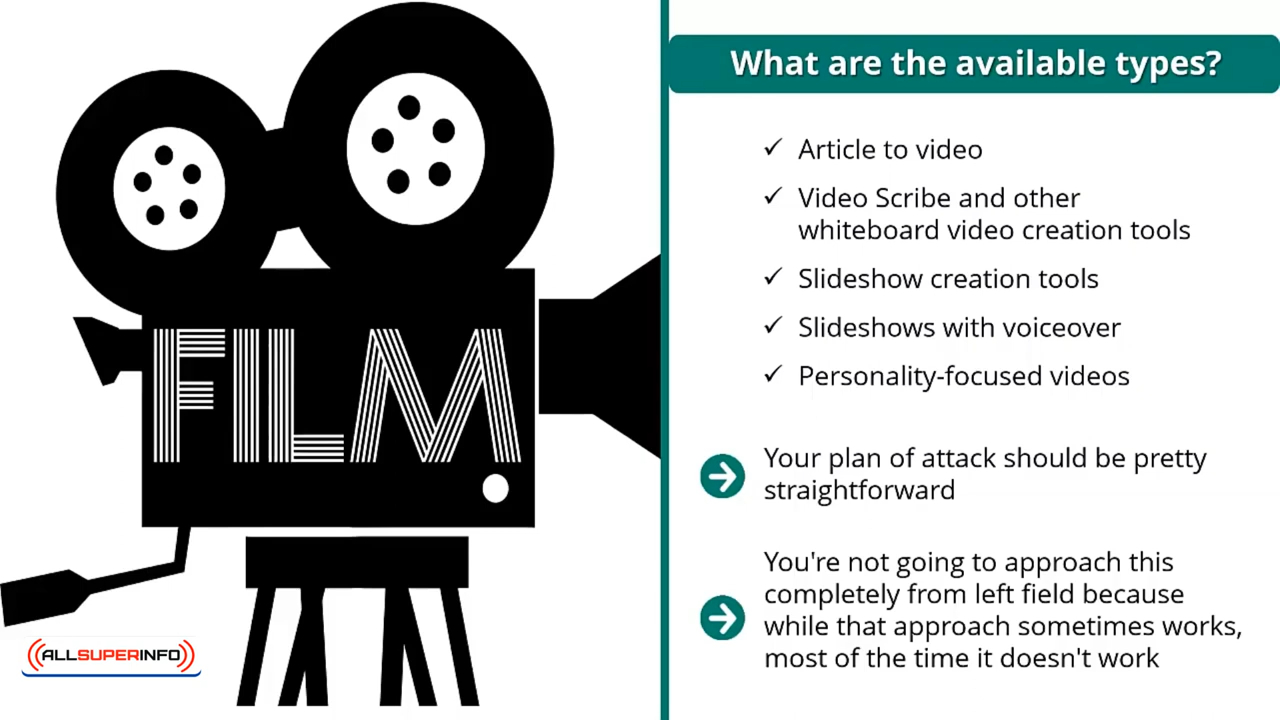 FILM
ALLSUPERINFO
What are the available types?
✓ Article to video
✓ Video Scribe and other
whiteboard video creation tools
✓ Slideshow creation tools
✓ Slideshows with voiceover
✓ Personality-focused videos
Your plan of attack should be pretty
straightforward
You're not going to approach this
completely from left field because
while that approach sometimes works,
most of the time it doesn't work